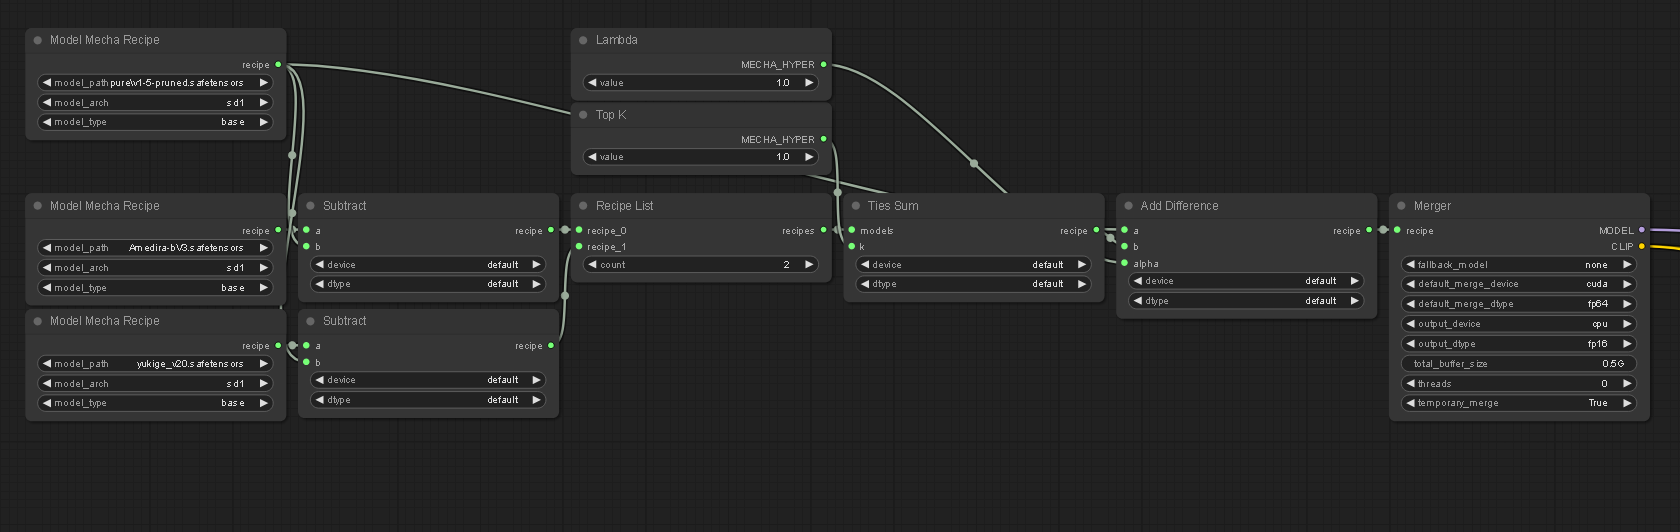 Model Mecha Recipe
recipe
model_path pure\v1-5-pruned.safetensors
model_arch sd1
model_type base
Lambda
MECHA_HYPER
value 1.0
Top K
MECHA_HYPER
value 1.0
Model Mecha Recipe
recipe
model_path Amedira-bV3.safetensors
model_arch sd1
model_type base
Subtract
a recipe
b
device default
dtype default
Recipe List
recipe_0 recipes
recipe_1
count 2
Ties Sum
models recipe
k
device default
dtype default
Add Difference
a recipe
b
alpha
device default
dtype default
Merger
recipe MODEL
CLIP
fallback_model none
default_merge_device cuda
default_merge_dtype fp64
output_device cpu
output_dtype fp16
total_buffer_size 0.5G
threads 0
temporary_merge True
Model Mecha Recipe
recipe
model_path yukige_v20.safetensors
model_arch sd1
model_type base
Subtract
a recipe
b
device default
dtype default